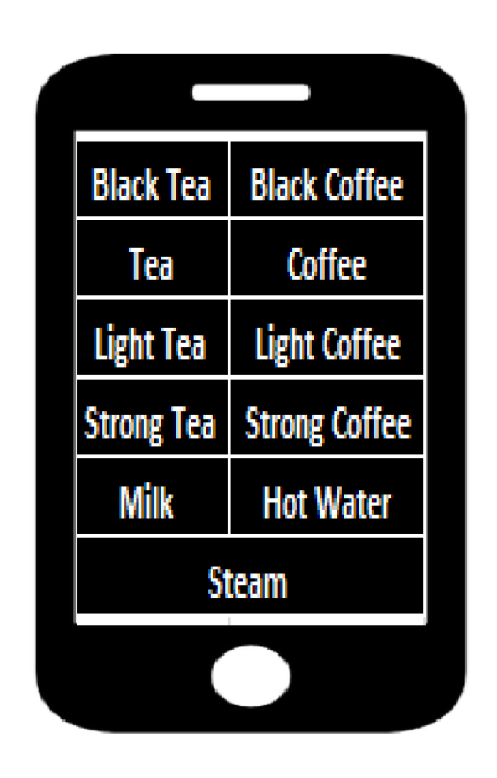 Black Tea Black Coffee
Tea Coffee
Light Tea Light Coffee
Strong Tea Strong Coffee
Milk Hot Water
Steam